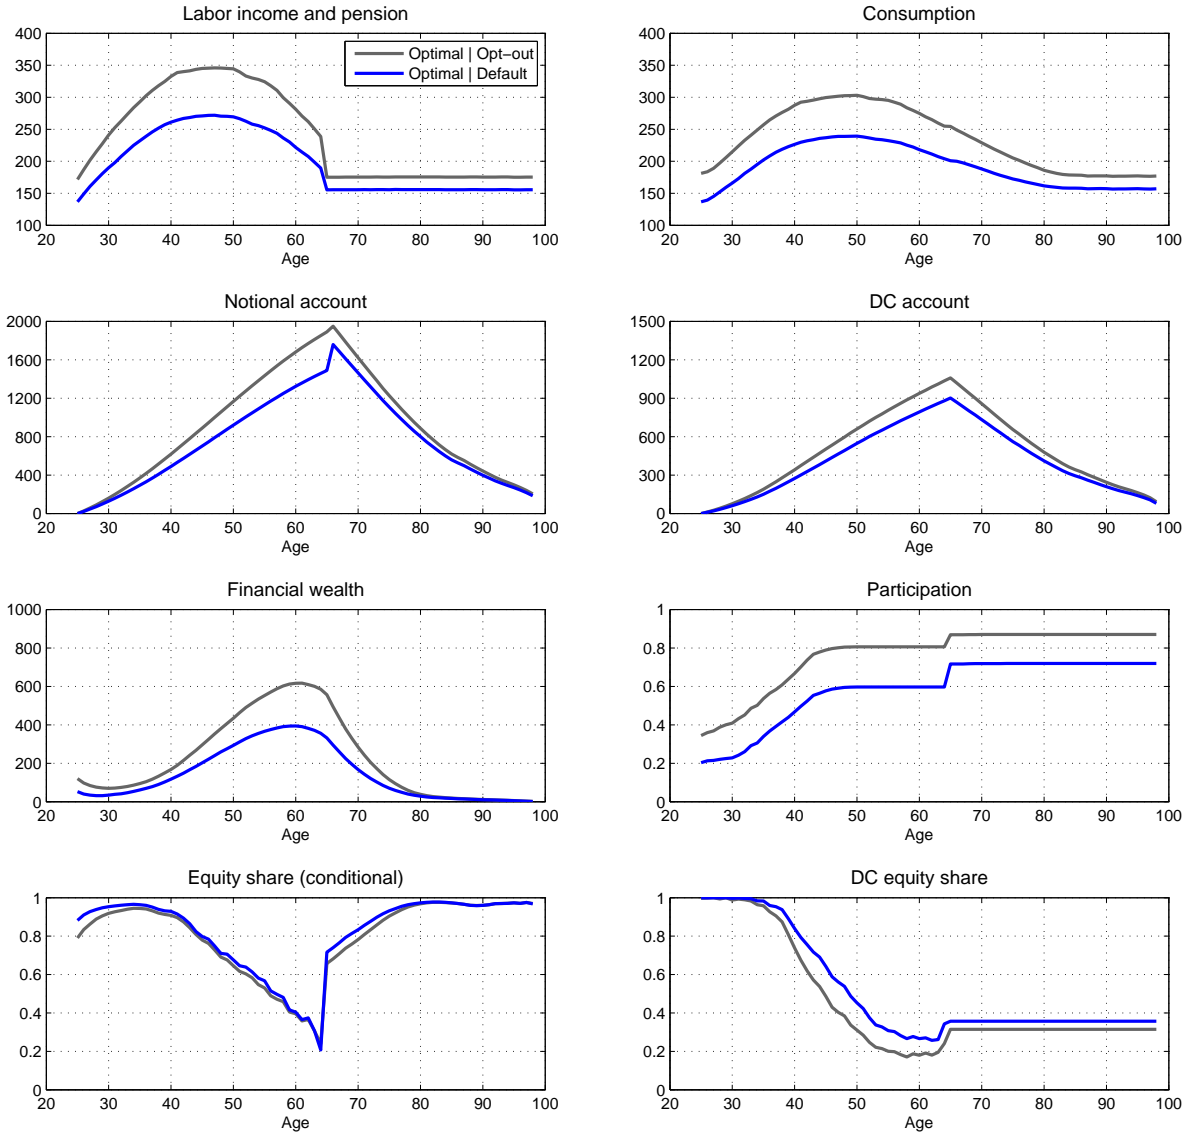 Labor income and pension
400
350
300
250
200
150
100
20 30 40 50 60 70 80 90 100
Age
Optimal | Opt−out
Optimal | Default
Consumption
400
350
300
250
200
150
100
20 30 40 50 60 70 80 90 100
Age
Notional account
2000
1600
1200
800
400
0
20 30 40 50 60 70 80 90 100
Age
DC account
1500
1200
900
600
300
0
20 30 40 50 60 70 80 90 100
Age
Financial wealth
1000
800
600
400
200
0
20 30 40 50 60 70 80 90 100
Age
Participation
1
0.8
0.6
0.4
0.2
0
20 30 40 50 60 70 80 90 100
Age
Equity share (conditional)
1
0.8
0.6
0.4
0.2
0
20 30 40 50 60 70 80 90 100
Age
DC equity share
1
0.8
0.6
0.4
0.2
0
20 30 40 50 60 70 80 90 100
Age